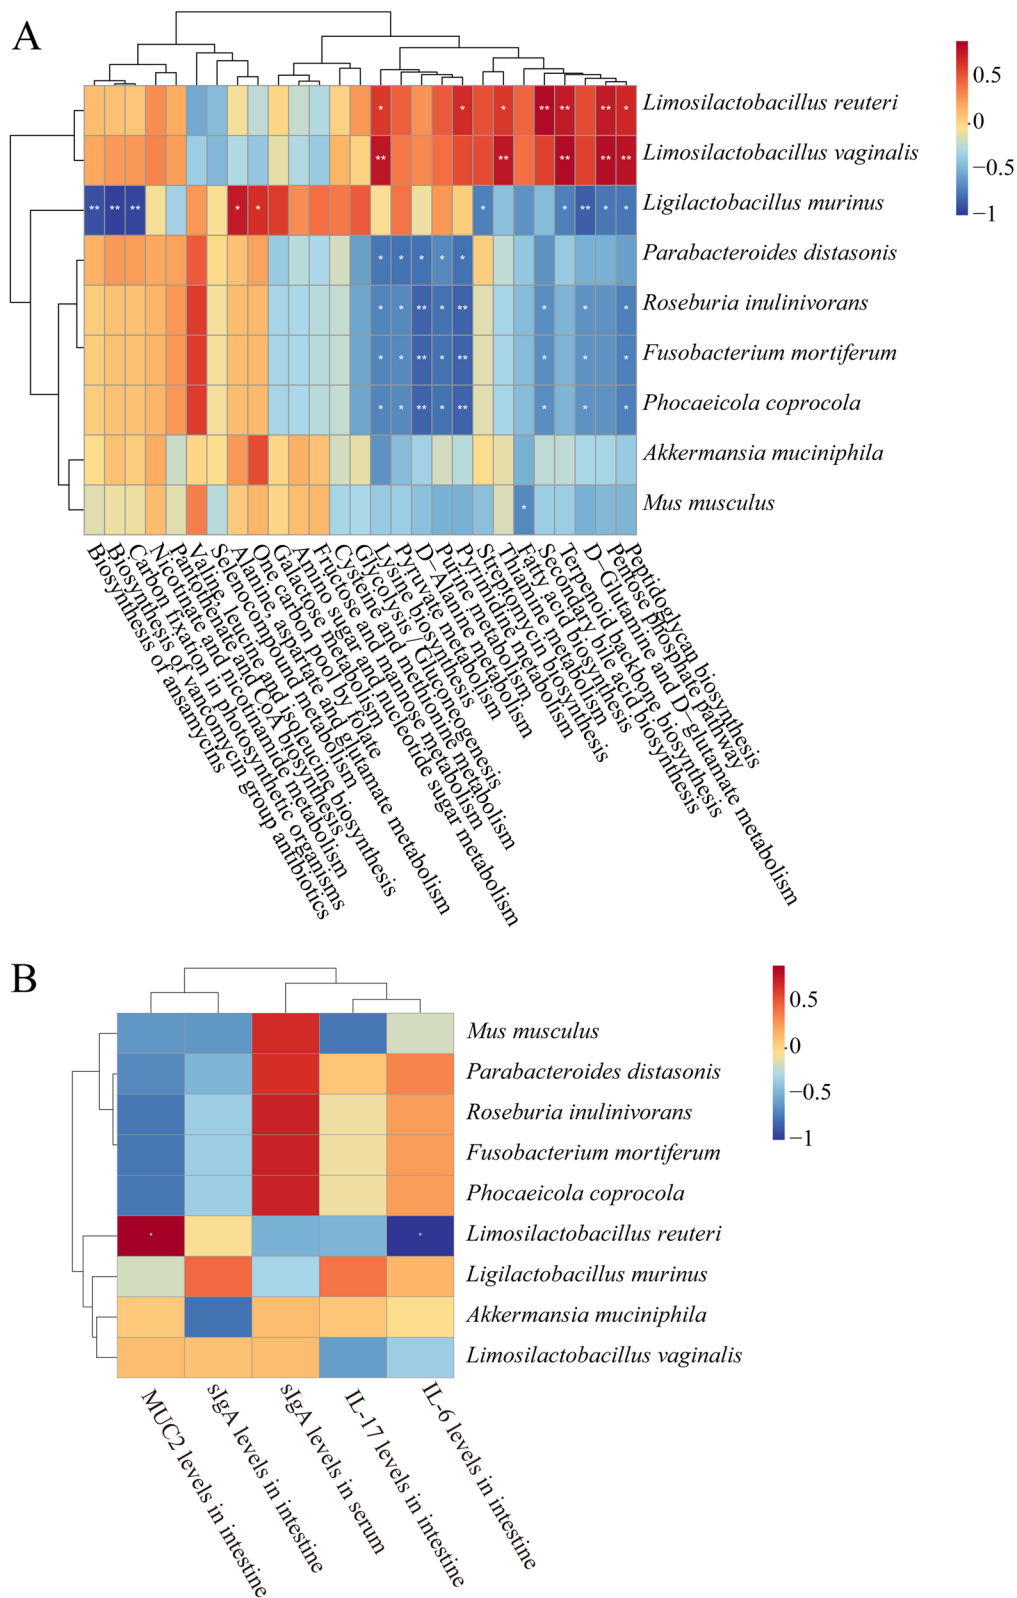 A
0.5
0
−0.5
−1
Limosilactobacillus reuteri
* * * ** ** ** *
Limosilactobacillus vaginalis
** ** ** ** **
Ligilactobacillus murinus
** ** ** * * * * ** * *
Parabacteroides distasonis
* * * * *
Roseburia inulinivorans
* * ** * ** * * *
Fusobacterium mortiferum
* * ** * ** * * *
Phocaeicola coprocola
* * ** * ** * * *
Akkermansia muciniphila
Mus musculus
*
Biosynthesis of ansamycins
Biosynthesis of vancomycin group antibiotics
Carbon fixation in photosynthetic organisms
Nicotinate and nicotinamide metabolism
Pantothenate and CoA biosynthesis
Valine, leucine and isoleucine biosynthesis
Selenocompound metabolism
Alanine, aspartate and glutamate metabolism
One carbon pool by folate
Galactose metabolism
Amino sugar and nucleotide sugar metabolism
Fructose and mannose metabolism
Cysteine and methionine metabolism
Glycolysis / Gluconeogenesis
Lysine biosynthesis
Pyruvate metabolism
D−Alanine metabolism
Purine metabolism
Pyrimidine metabolism
Streptomycin biosynthesis
Thiamine metabolism
Fatty acid biosynthesis
Secondary bile acid biosynthesis
Terpenoid backbone biosynthesis
D−Glutamine and D−glutamate metabolism
Pentose phosphate pathway
Peptidoglycan biosynthesis
B
0.5
0
−0.5
−1
Mus musculus
Parabacteroides distasonis
Roseburia inulinivorans
Fusobacterium mortiferum
Phocaeicola coprocola
Limosilactobacillus reuteri
* *
Ligilactobacillus murinus
Akkermansia muciniphila
Limosilactobacillus vaginalis
MUC2 levels in intestine
sIgA levels in intestine
sIgA levels in serum
IL-17 levels in intestine
IL-6 levels in intestine